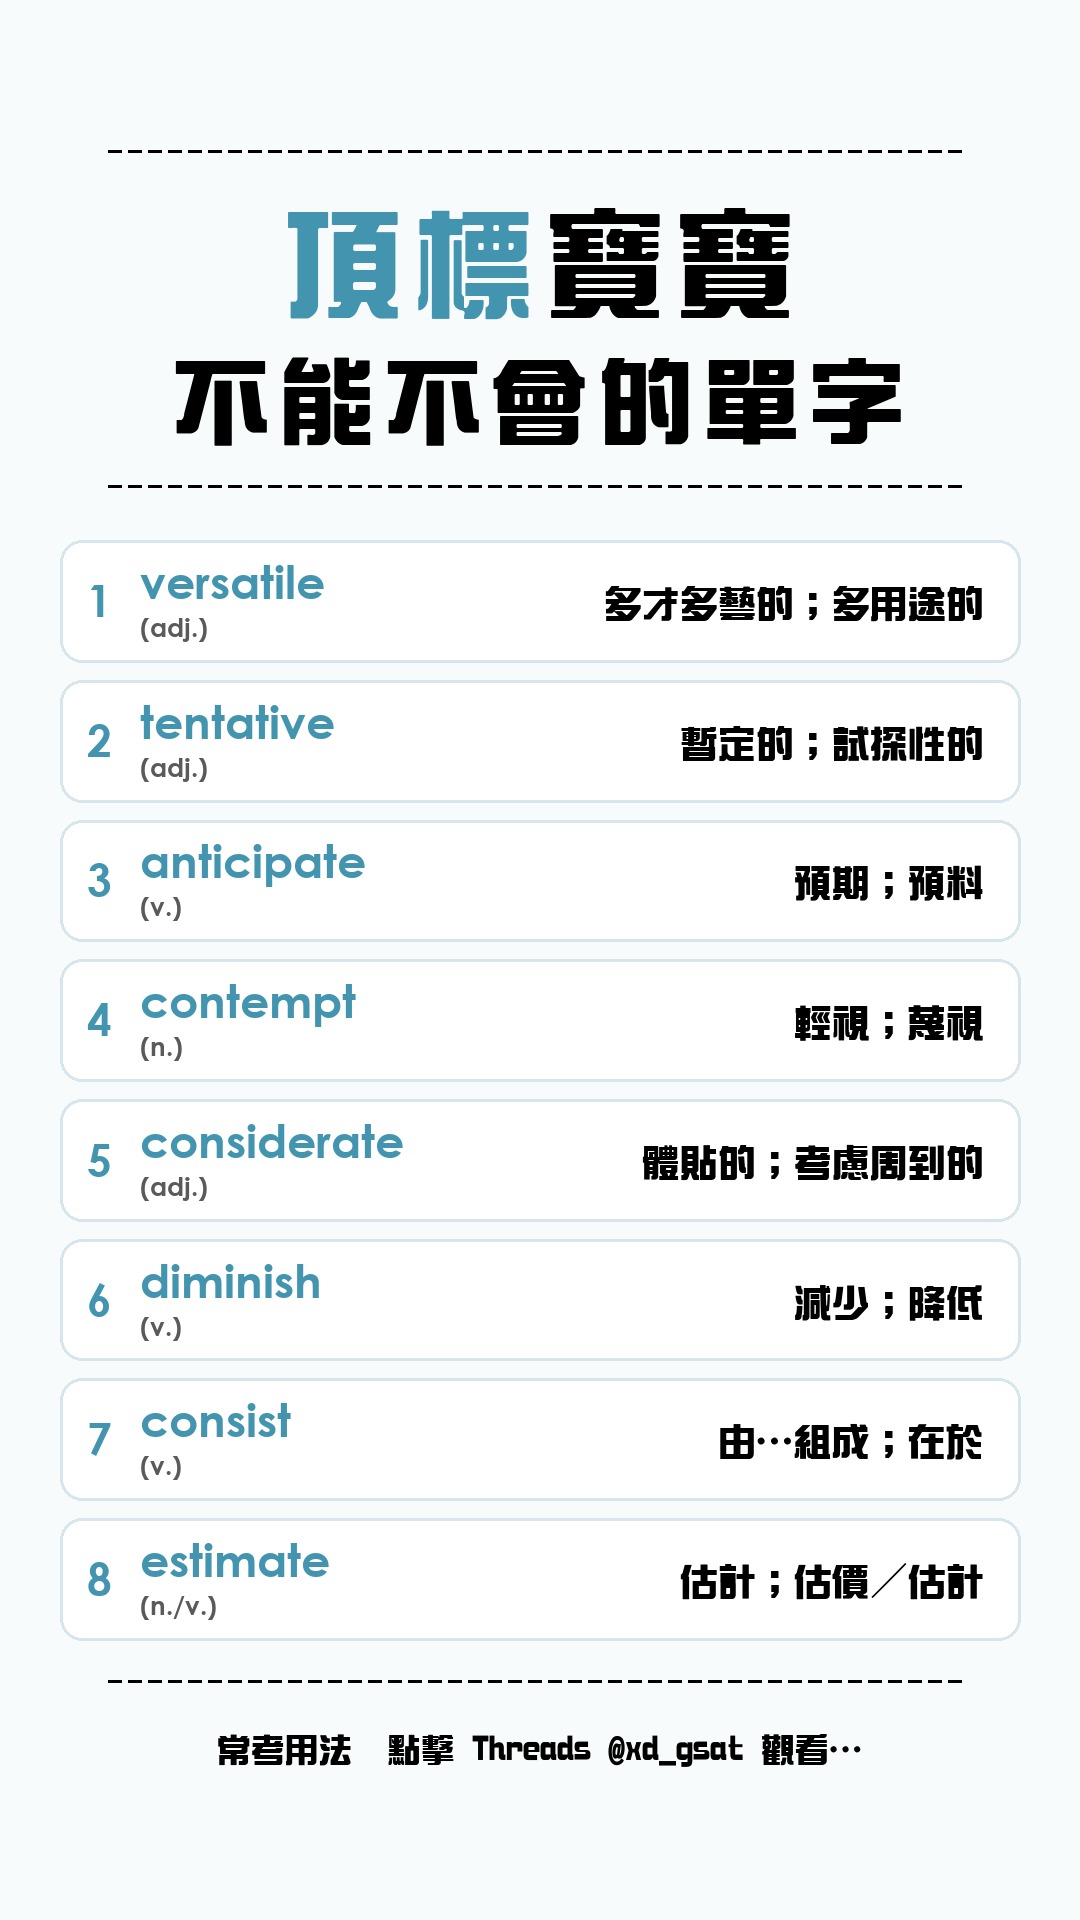 頂標寶寶
不能不會的單字
1 versatile 多才多藝的；多用途的
(adj.)
2 tentative 暫定的；試探性的
(adj.)
3 anticipate 預期；預料
(v.)
4 contempt 輕視；蔑視
(n.)
5 considerate 體貼的；考慮周到的
(adj.)
6 diminish 減少；降低
(v.)
7 consist 由…組成；在於
(v.)
8 estimate 估計；估價／估計
(n./v.)
常考用法　點擊 Threads @xd_gsat 觀看…